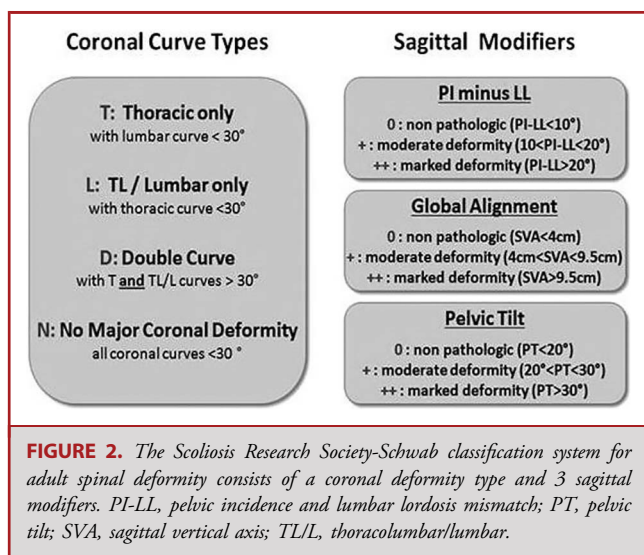 Coronal Curve Types
T: Thoracic only
with lumbar curve < 30°
L: TL / Lumbar only
with thoracic curve <30°
D: Double Curve
with T and TL/L curves > 30°
N: No Major Coronal Deformity
all coronal curves <30 °
Sagittal Modifiers
PI minus LL
0 : non pathologic (PI-LL<10°)
+ : moderate deformity (10<PI-LL<20°)
++ : marked deformity (PI-LL>20°)
Global Alignment
0 : non pathologic (SVA<4cm)
+ : moderate deformity (4cm<SVA<9.5cm)
++ : marked deformity (SVA>9.5cm)
Pelvic Tilt
0 : non pathologic (PT<20°)
+ : moderate deformity (20°<PT<30°)
++ : marked deformity (PT>30°)
FIGURE 2. The Scoliosis Research Society-Schwab classification system for
adult spinal deformity consists of a coronal deformity type and 3 sagittal
modifiers. PI-LL, pelvic incidence and lumbar lordosis mismatch; PT, pelvic
tilt; SVA, sagittal vertical axis; TL/L, thoracolumbar/lumbar.